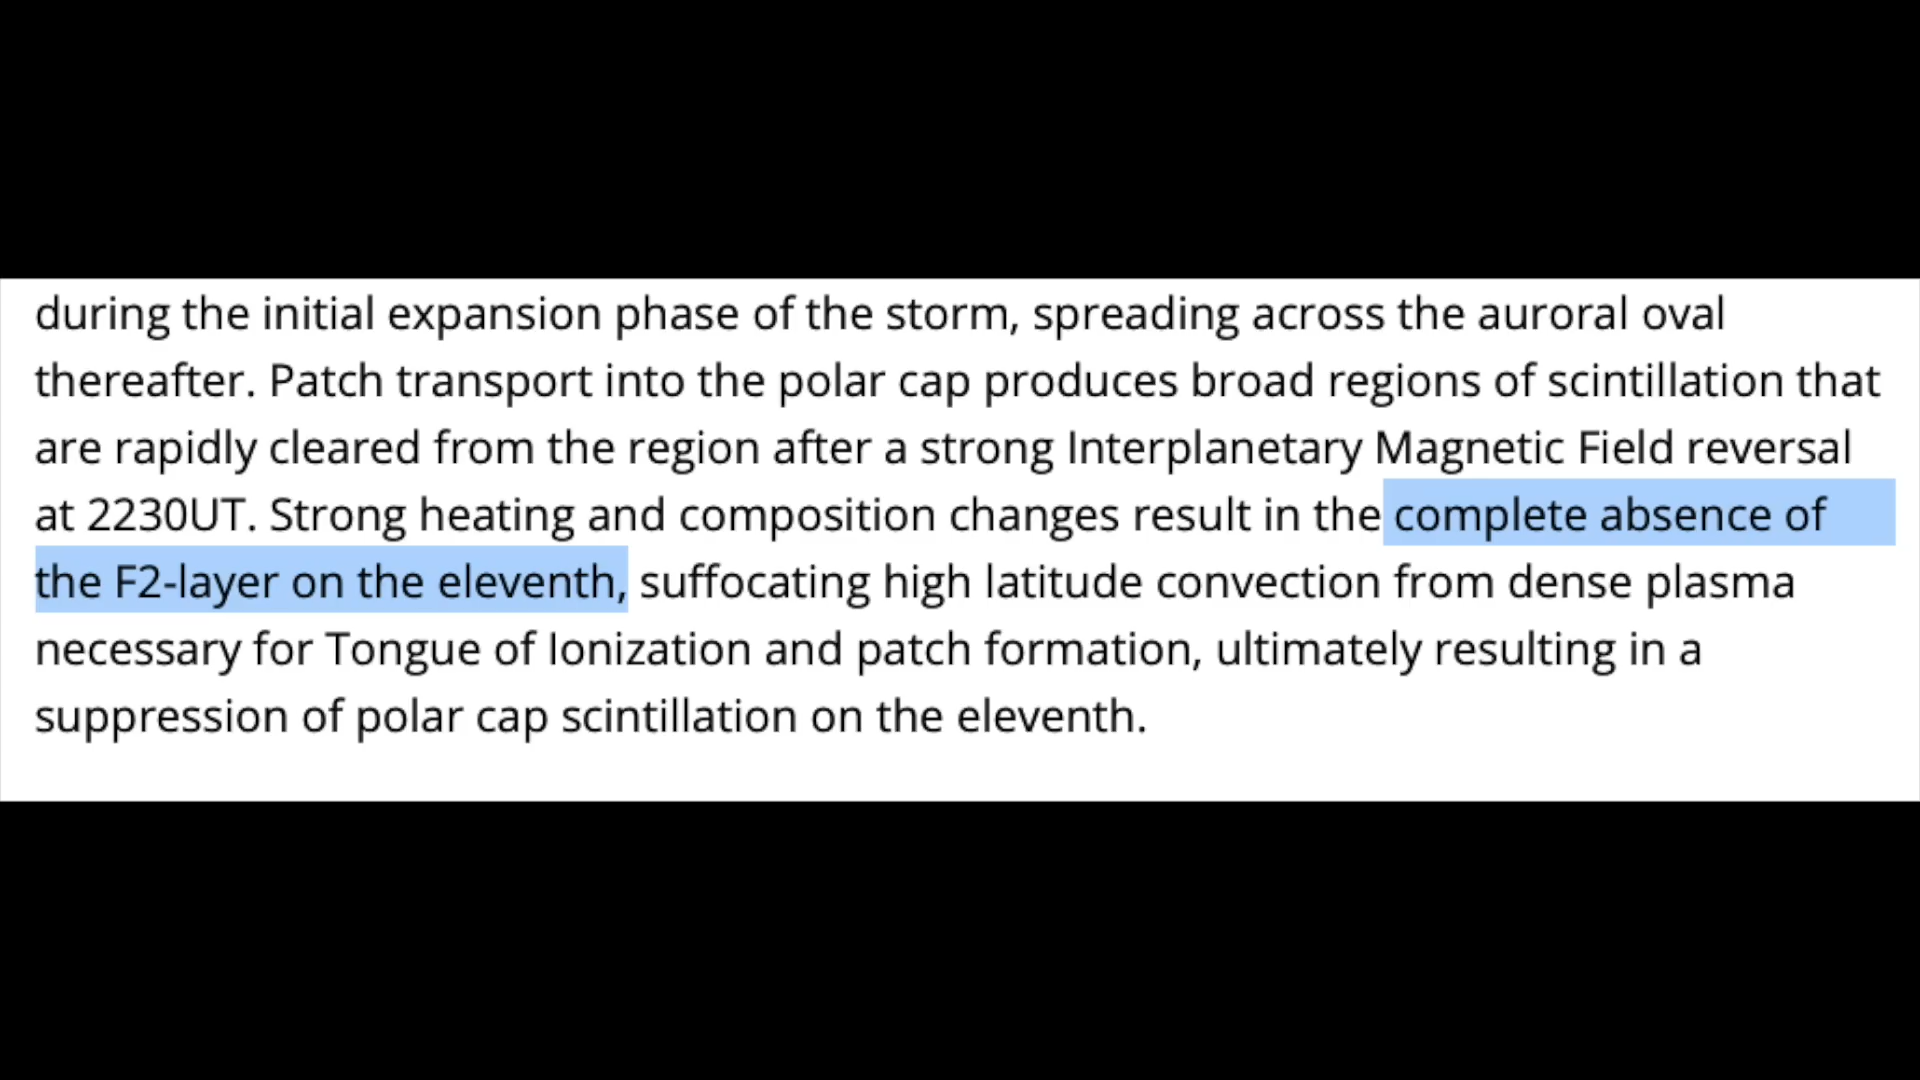 during the initial expansion phase of the storm, spreading across the auroral oval
thereafter. Patch transport into the polar cap produces broad regions of scintillation that
are rapidly cleared from the region after a strong Interplanetary Magnetic Field reversal
at 2230UT. Strong heating and composition changes result in the complete absence of
the F2-layer on the eleventh, suffocating high latitude convection from dense plasma
necessary for Tongue of Ionization and patch formation, ultimately resulting in a
suppression of polar cap scintillation on the eleventh.